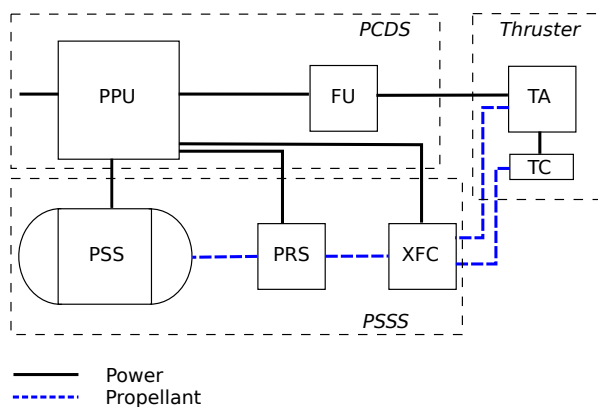 PCDS
Thruster
PPU
FU
TA
TC
PSS
PRS
XFC
PSSS
Power
Propellant